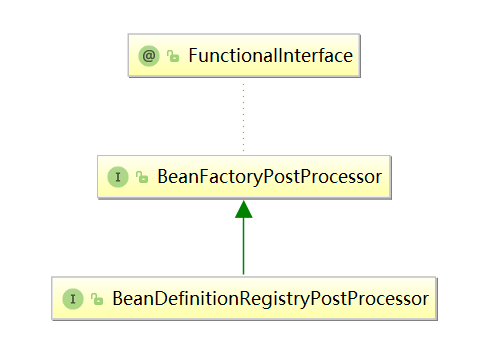 @ FunctionalInterface
I BeanFactoryPostProcessor
I BeanDefinitionRegistryPostProcessor